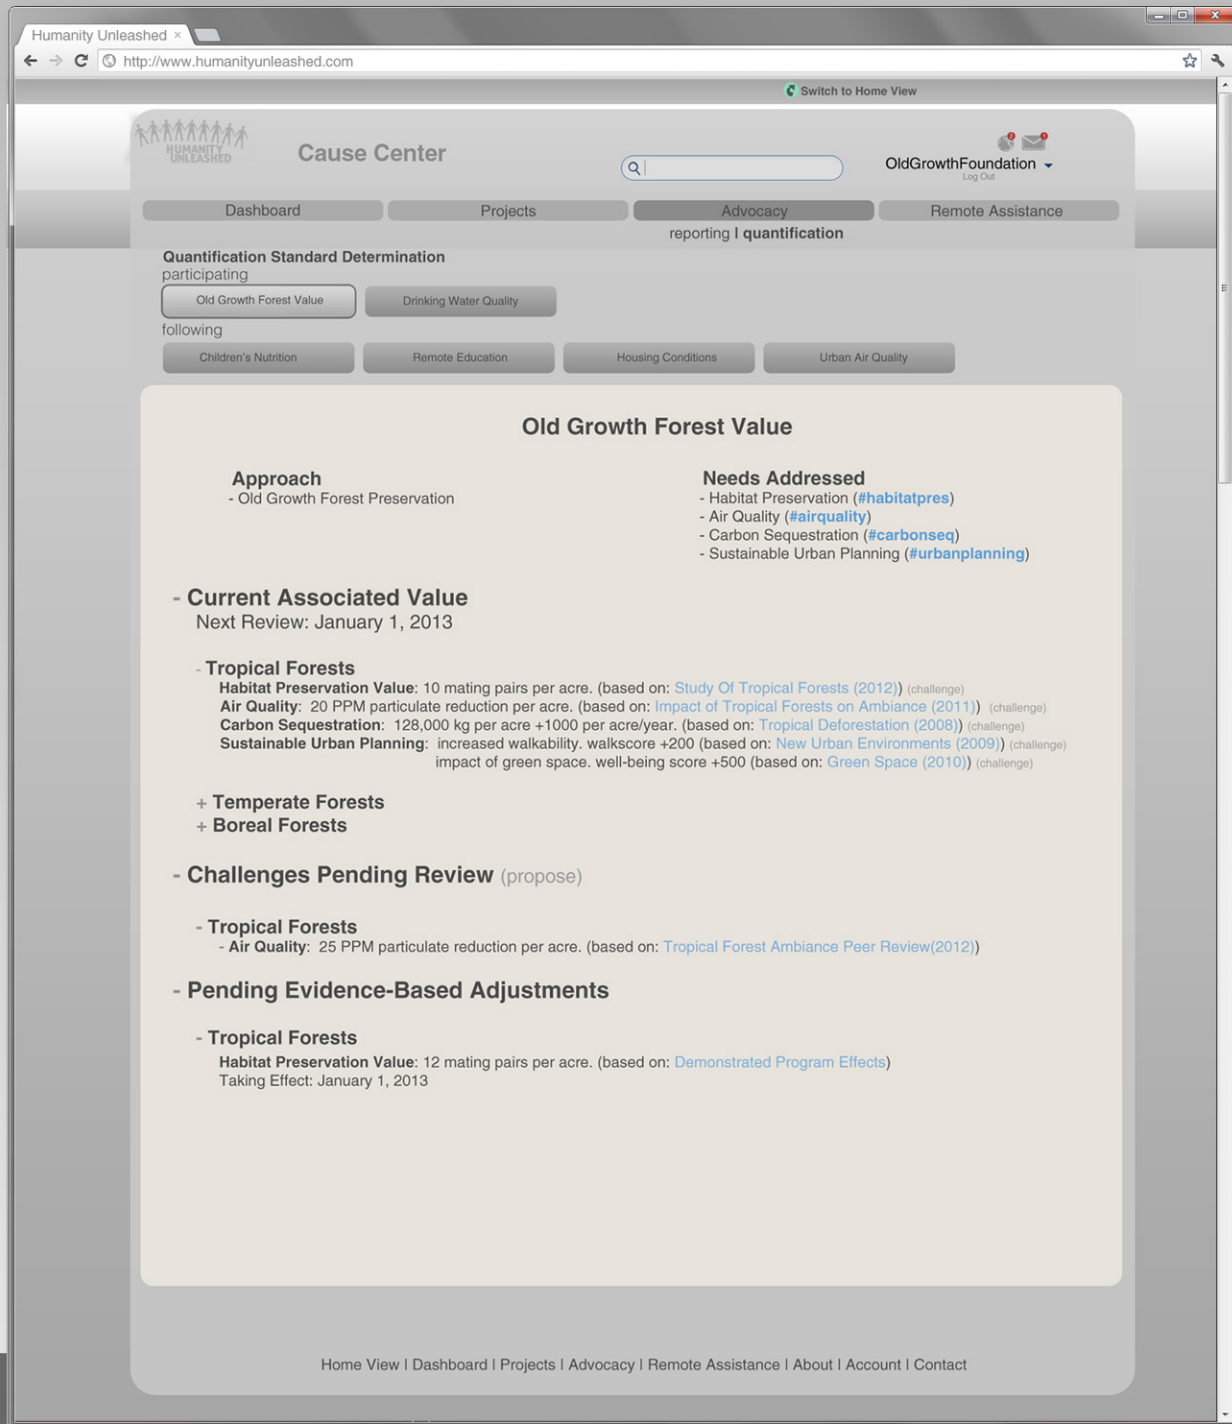 Humanity Unleashed ×
http://www.humanityunleashed.com
Switch to Home View
HUMANITY
UNLEASHED
Cause Center
2 1
OldGrowthFoundation
Log Out
Dashboard Projects Advocacy Remote Assistance
reporting | quantification
Quantification Standard Determination
participating
Old Growth Forest Value Drinking Water Quality
following
Children's Nutrition Remote Education Housing Conditions Urban Air Quality
Old Growth Forest Value
Approach
- Old Growth Forest Preservation
Needs Addressed
- Habitat Preservation (#habitatpres)
- Air Quality (#airquality)
- Carbon Sequestration (#carbonseq)
- Sustainable Urban Planning (#urbanplanning)
- Current Associated Value
Next Review: January 1, 2013
- Tropical Forests
Habitat Preservation Value: 10 mating pairs per acre. (based on: Study Of Tropical Forests (2012)) (challenge)
Air Quality: 20 PPM particulate reduction per acre. (based on: Impact of Tropical Forests on Ambiance (2011)) (challenge)
Carbon Sequestration: 128,000 kg per acre +1000 per acre/year. (based on: Tropical Deforestation (2008)) (challenge)
Sustainable Urban Planning: increased walkability. walkscore +200 (based on: New Urban Environments (2009)) (challenge)
impact of green space. well-being score +500 (based on: Green Space (2010)) (challenge)
+ Temperate Forests
+ Boreal Forests
- Challenges Pending Review (propose)
- Tropical Forests
- Air Quality: 25 PPM particulate reduction per acre. (based on: Tropical Forest Ambiance Peer Review(2012))
- Pending Evidence-Based Adjustments
- Tropical Forests
Habitat Preservation Value: 12 mating pairs per acre. (based on: Demonstrated Program Effects)
Taking Effect: January 1, 2013
Home View | Dashboard | Projects | Advocacy | Remote Assistance | About | Account | Contact